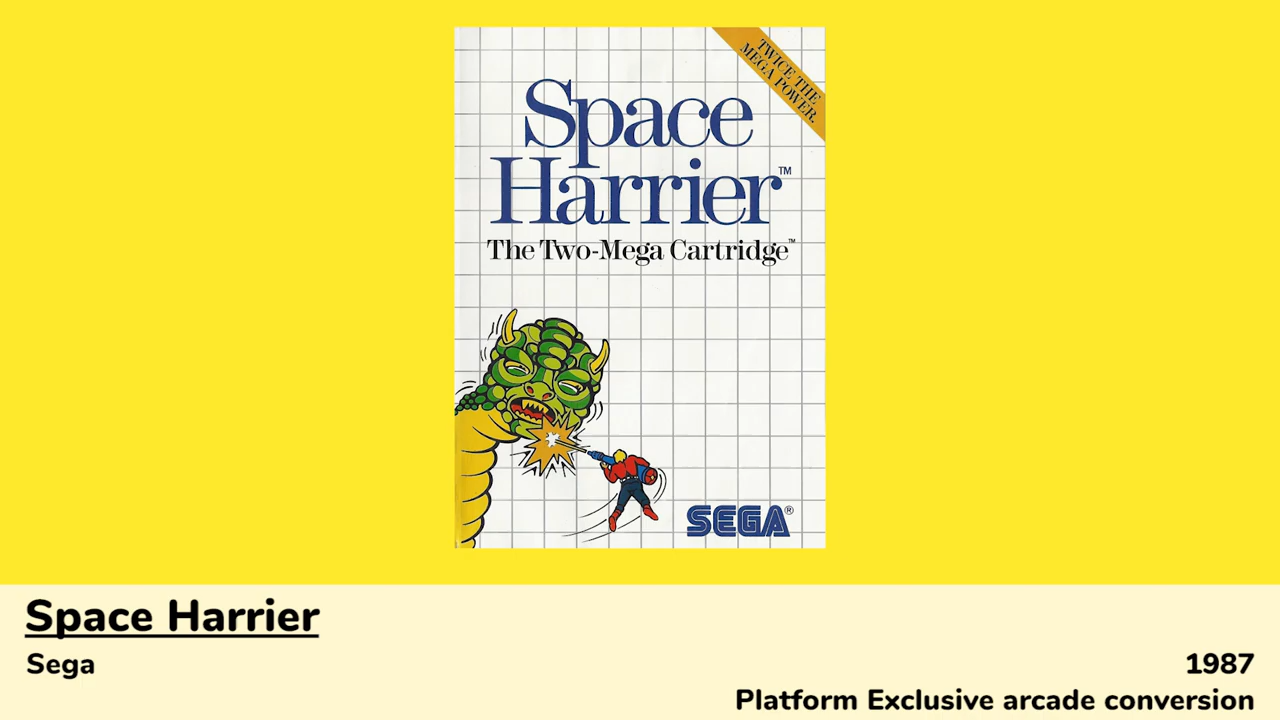 TWICE THE
MEGA POWER.
Space
Harrier™
The Two-Mega Cartridge™
SEGA®
Space Harrier
Sega
1987
Platform Exclusive arcade conversion